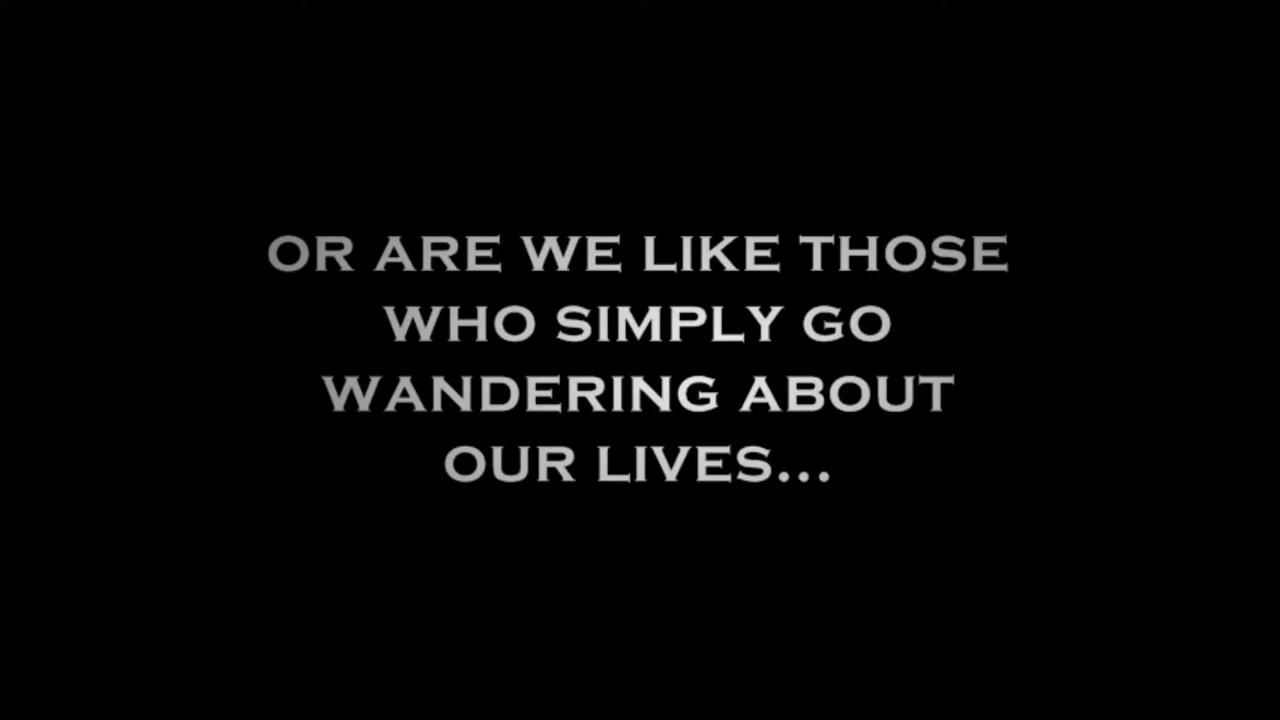 OR ARE WE LIKE THOSE
WHO SIMPLY GO
WANDERING ABOUT
OUR LIVES...